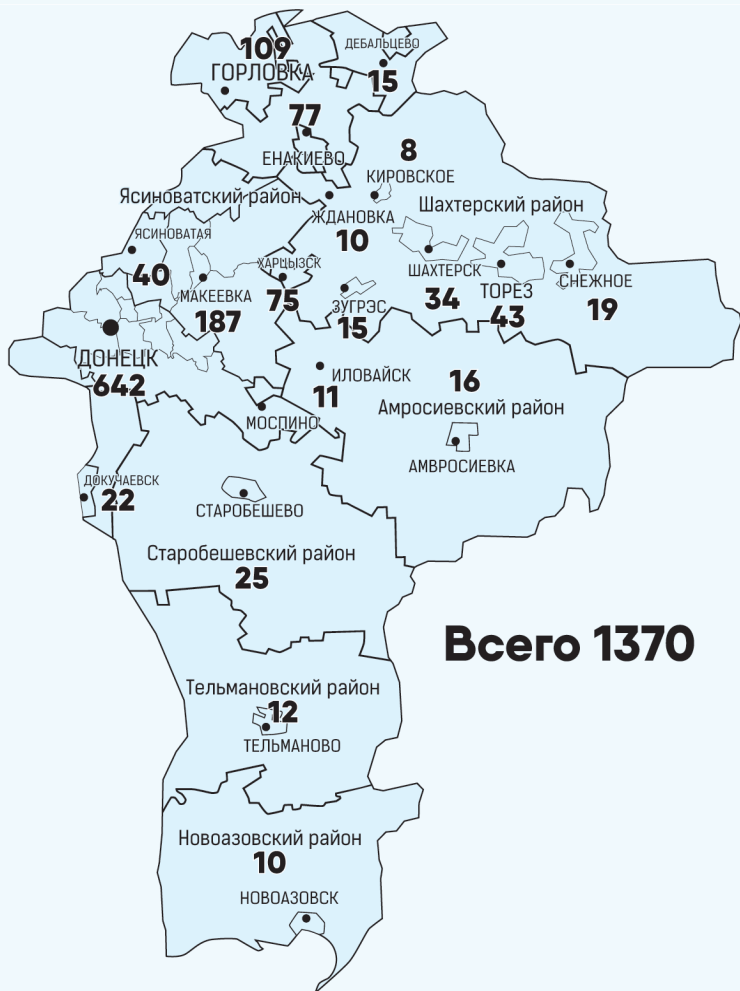 109
ГОРЛОВКА
ДЕБАЛЬЦЕВО
15
77
ЕНАКИЕВО
8
КИРОВСКОЕ
Ясиноватский район
ЖДАНОВКА
10
Шахтерский район
ЯСИНОВАТАЯ
40
МАКЕЕВКА
187
ХАРЦЫЗСК
75
ЗУГРЭС
15
ШАХТЕРСК
34
ТОРЕЗ
43
СНЕЖНОЕ
19
ДОНЕЦК
642
ИЛОВАЙСК
11
16
Амросиевский район
АМВРОСИЕВКА
МОСПИНО
ДОКУЧАЕВСК
22
СТАРОБЕШЕВО
Старобешевский район
25
Всего 1370
Тельмановский район
12
ТЕЛЬМАНОВО
Новоазовский район
10
НОВОАЗОВСК